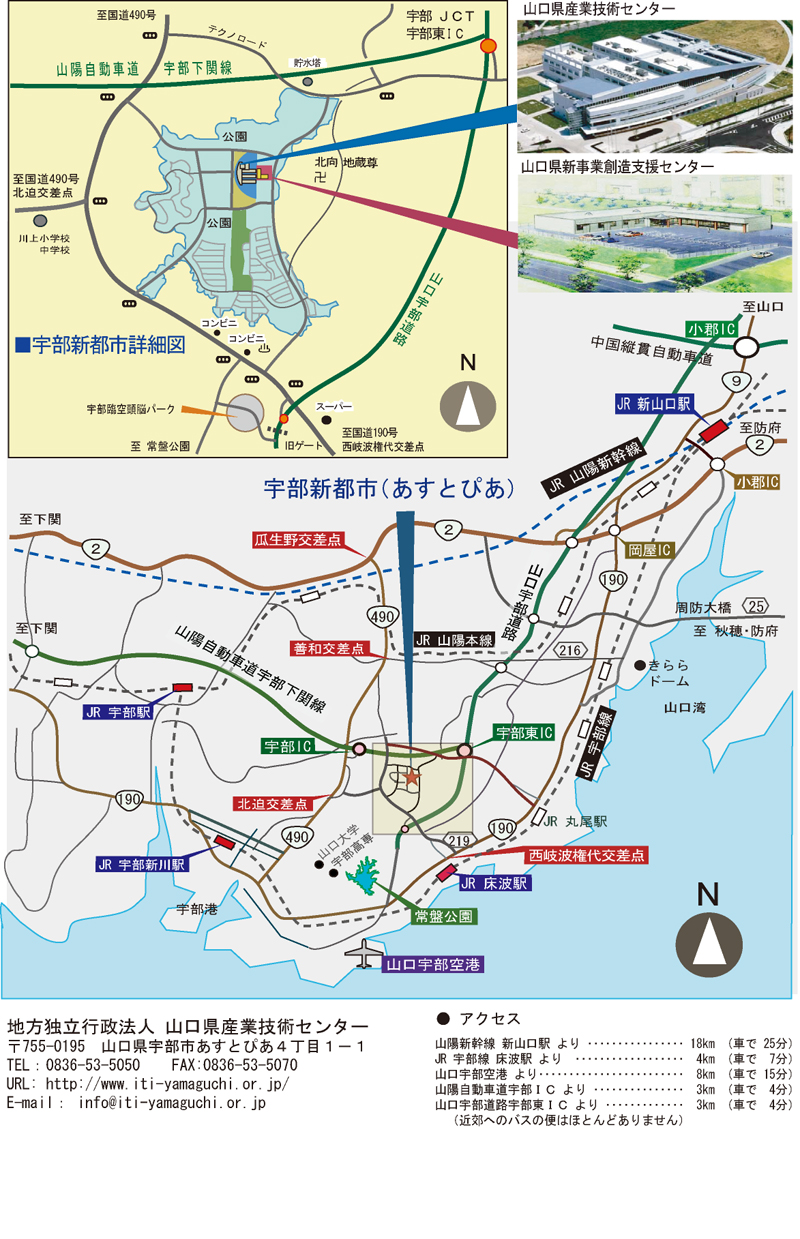 至国道490号
テクノロード
宇部 JCT
宇部東IC
山陽自動車道 宇部下関線
貯水塔
公園
北向 地蔵尊
卍
至国道490号
北迫交差点
川上小学校
中学校
公園
山口宇部道路
コンビニ
コンビニ
■宇部新都市詳細図
N
宇部臨空頭脳パーク
スーパー
至 常盤公園
旧ゲート
至国道190号
西岐波権代交差点
山口県産業技術センター
山口県新事業創造支援センター
至山口
小郡IC
中国縦貫自動車道
9
JR 新山口駅
至防府
2
小郡IC
JR 山陽新幹線
宇部新都市(あすとぴあ)
至下関
2
瓜生野交差点
2
岡屋IC
190
山口宇部道路
490
周防大橋
25
至 秋穂・防府
至下関
山陽自動車道宇部下関線
善和交差点
JR 山陽本線
216
きらら
ドーム
山口湾
JR 宇部駅
JR 宇部線
宇部IC
宇部東IC
190
北迫交差点
490
JR 丸尾駅
190
219
山口大学
宇部高専
西岐波権代交差点
JR 宇部新川駅
JR 床波駅
宇部港
常盤公園
N
山口宇部空港
地方独立行政法人 山口県産業技術センター
〒755-0195 山口県宇部市あすとぴあ4丁目1-1
TEL：0836-53-5050 FAX:0836-53-5070
URL: http://www.iti-yamaguchi.or.jp/
E-mail： info@iti-yamaguchi.or.jp
● アクセス
山陽新幹線 新山口駅 より ················ 18km (車で 25分)
JR 宇部線 床波駅 より ·················· 4km (車で 7分)
山口宇部空港 より························ 8km (車で 15分)
山陽自動車道宇部IC より ··············· 3km (車で 4分)
山口宇部道路宇部東IC より ············· 3km (車で 4分)
(近郊へのバスの便はほとんどありません)